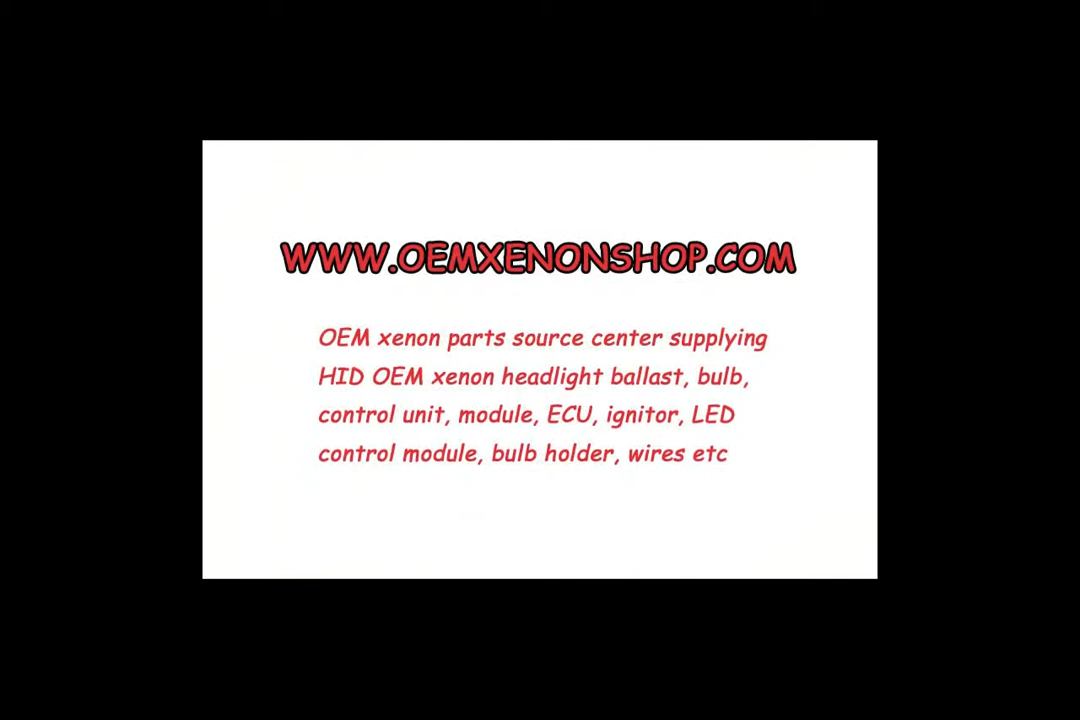 WWW.OEMXENONSHOP.COM
OEM xenon parts source center supplying
HID OEM xenon headlight ballast, bulb,
control unit, module, ECU, ignitor, LED
control module, bulb holder, wires etc